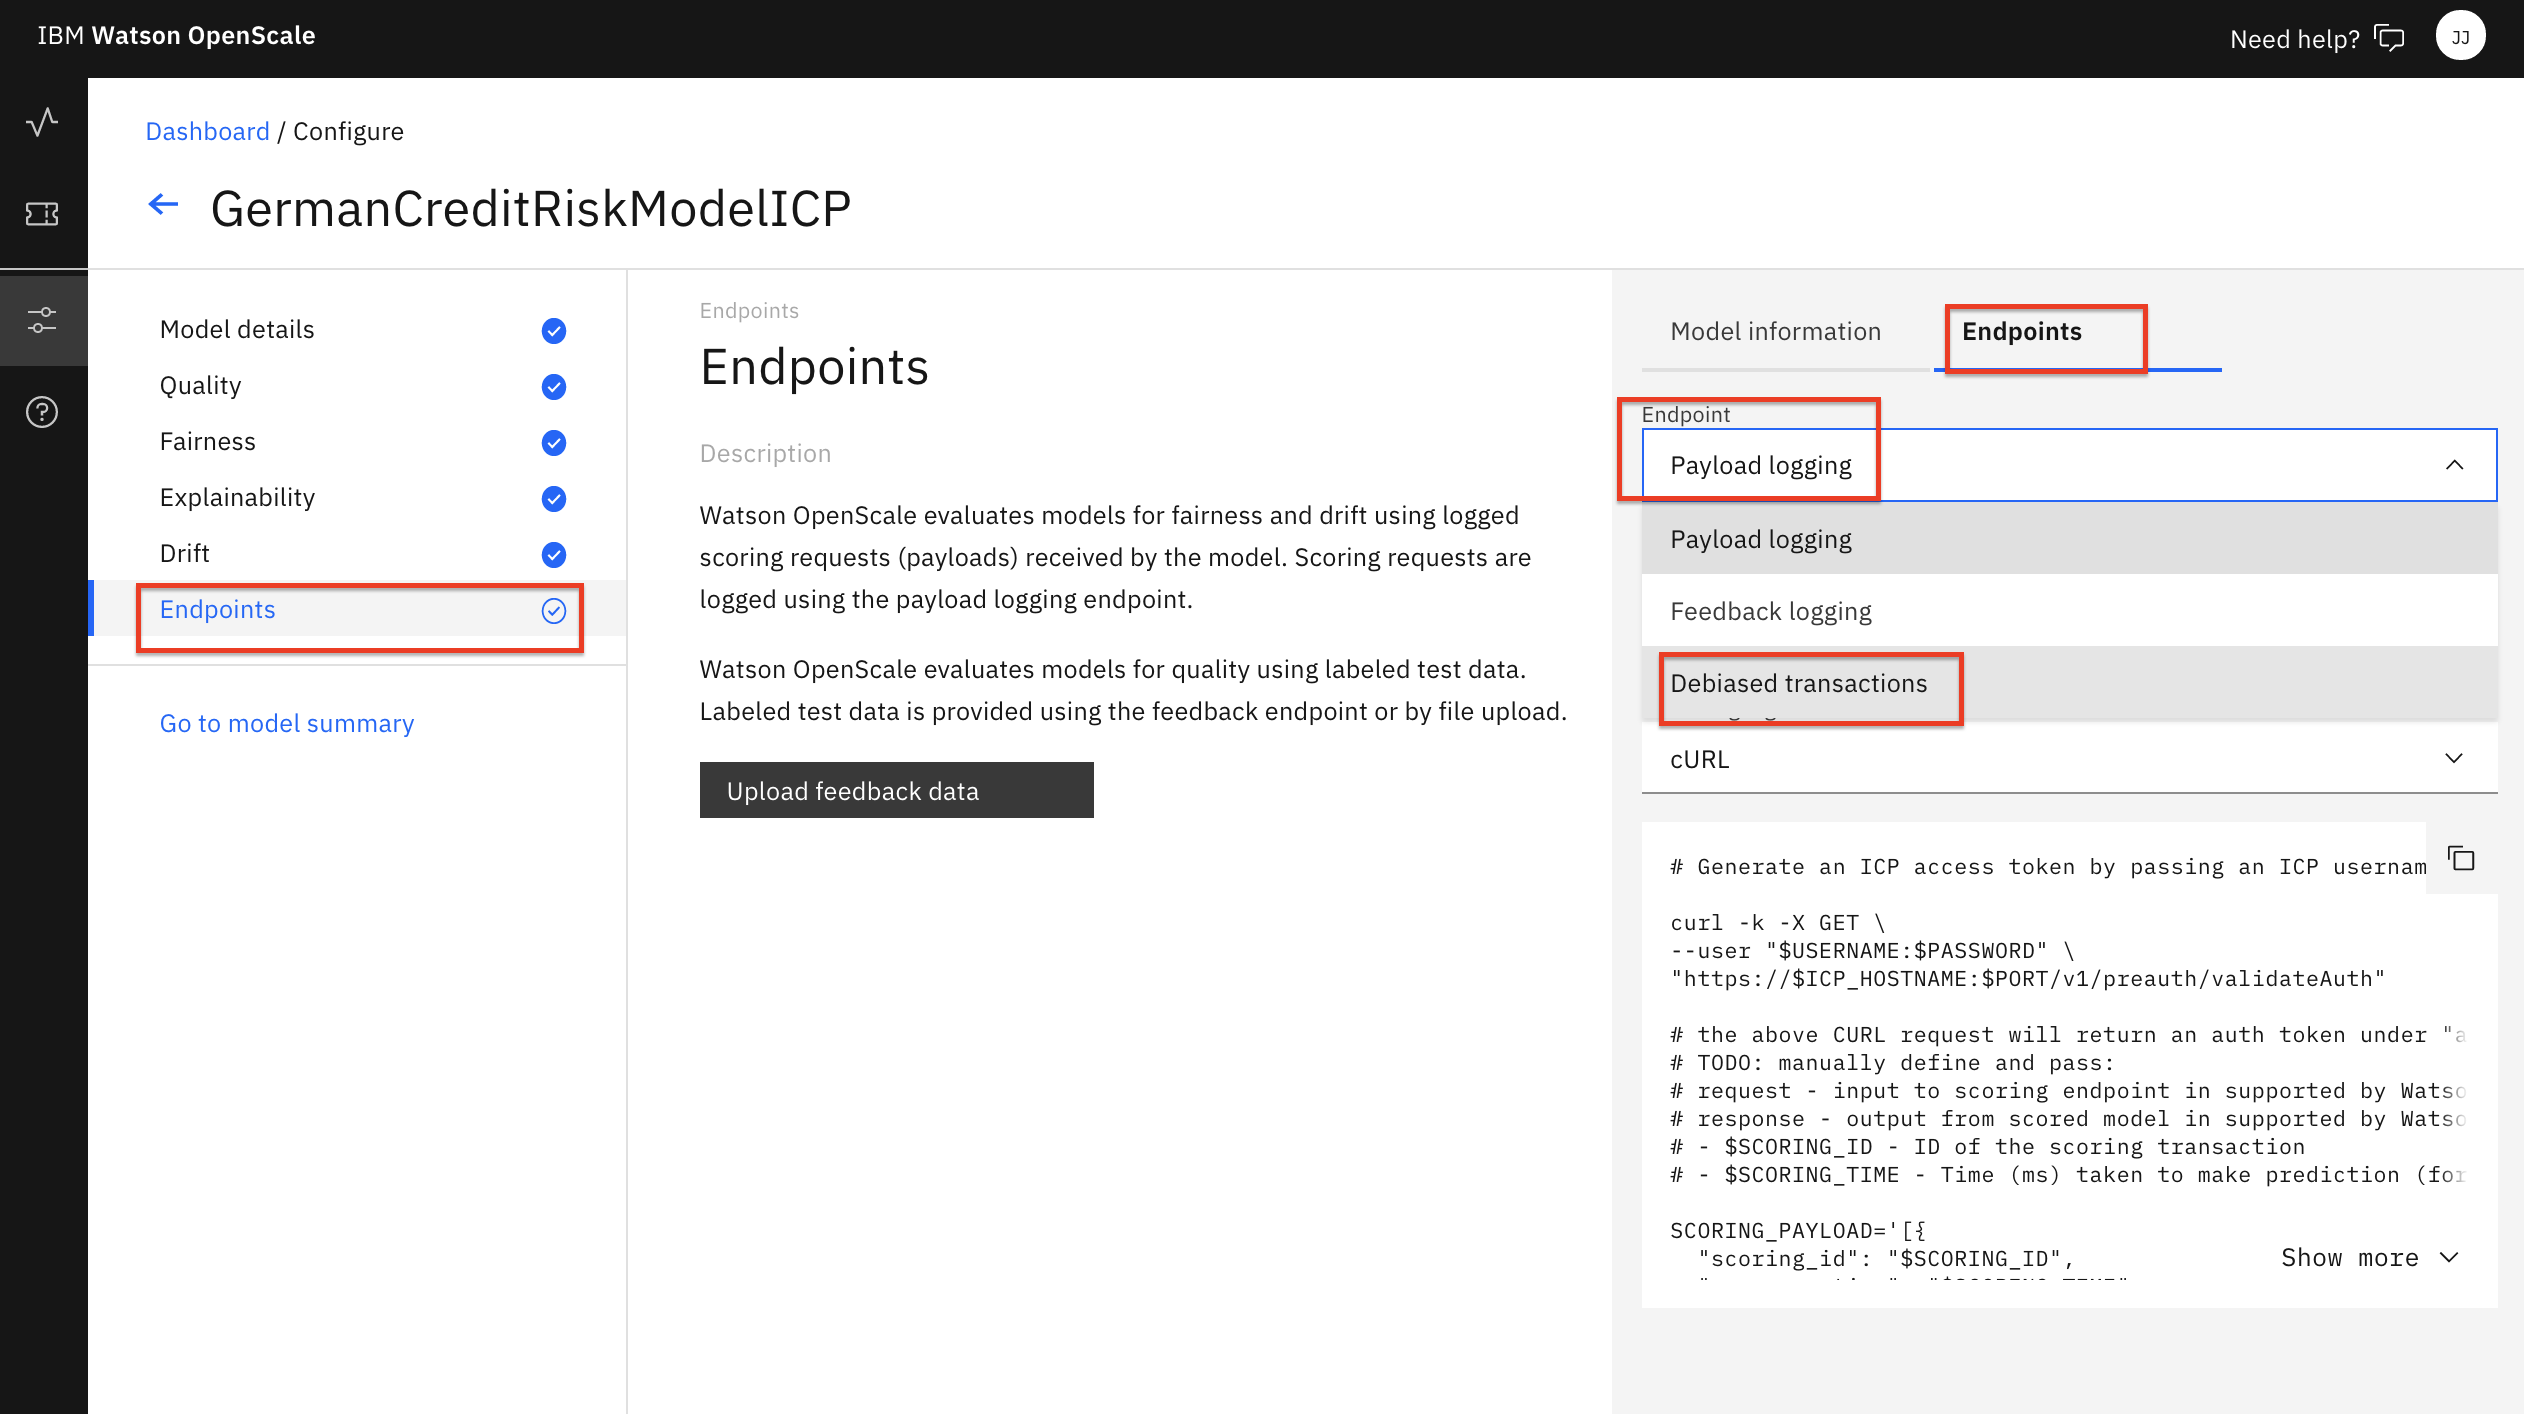 IBM Watson OpenScale
Need help?
JJ
Dashboard / Configure
GermanCreditRiskModelICP
Model details
Quality
Fairness
Explainability
Drift
Endpoints
Go to model summary
Endpoints
Endpoints
Description
Watson OpenScale evaluates models for fairness and drift using logged
scoring requests (payloads) received by the model. Scoring requests are
logged using the payload logging endpoint.
Watson OpenScale evaluates models for quality using labeled test data.
Labeled test data is provided using the feedback endpoint or by file upload.
Upload feedback data
Model information
Endpoints
Endpoint
Payload logging
Payload logging
Feedback logging
Debiased transactions
cURL
# Generate an ICP access token by passing an ICP usernam
curl -k -X GET \
--user "$USERNAME:$PASSWORD" \
"https://$ICP_HOSTNAME:$PORT/v1/preauth/validateAuth"
# the above CURL request will return an auth token under "a
# TODO: manually define and pass:
# request - input to scoring endpoint in supported by Watso
# response - output from scored model in supported by Watso
# - $SCORING_ID - ID of the scoring transaction
# - $SCORING_TIME - Time (ms) taken to make prediction (for
SCORING_PAYLOAD='[{
"scoring_id": "$SCORING_ID",
Show more